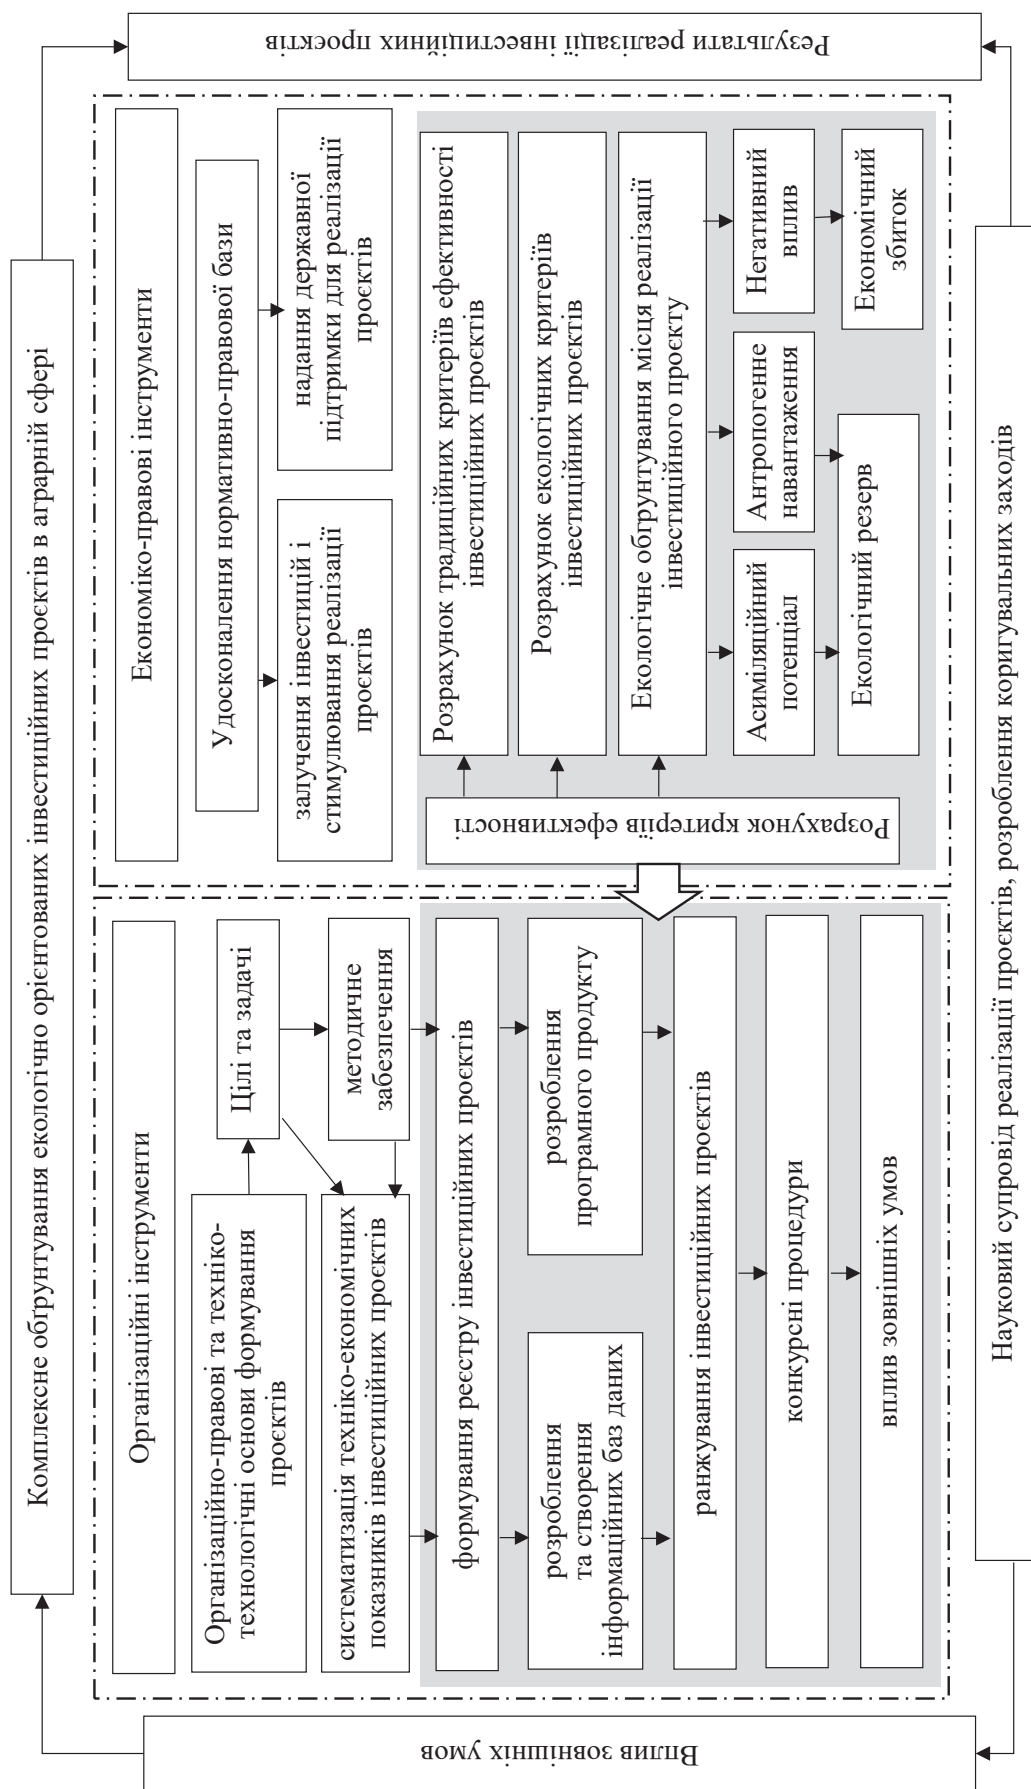 Комплексне обґрунтування екологічно орієнтованих інвестиційних проєктів в аграрній сфері
Вплив зовнішніх умов
Організаційні інструменти
Організаційно-правові та техніко-
технологічні основи формування
проєктів
Цілі та задачі
систематизація техніко-економічних
показників інвестиційних проєктів
методичне
забезпечення
формування реєстру інвестиційних проєктів
розроблення
та створення
інформаційних баз даних
розроблення
програмного продукту
ранжування інвестиційних проєктів
конкурсні процедури
вплив зовнішніх умов
Економіко-правові інструменти
Удосконалення нормативно-правової бази
залучення інвестицій і
стимулювання реалізації
проєктів
надання державної
підтримки для реалізації
проєктів
Розрахунок критеріїв ефективності
Розрахунок традиційних критеріїв ефективності
інвестиційних проєктів
Розрахунок екологічних критеріїв
інвестиційних проєктів
Екологічне обґрунтування місця реалізації
інвестиційного проєкту
Асиміляційний
потенціал
Антропогенне
навантаження
Негативний
вплив
Екологічний резерв
Економічний
збиток
Результати реалізації інвестиційних проєктів
Науковий супровід реалізації проєктів, розроблення коригувальних заходів